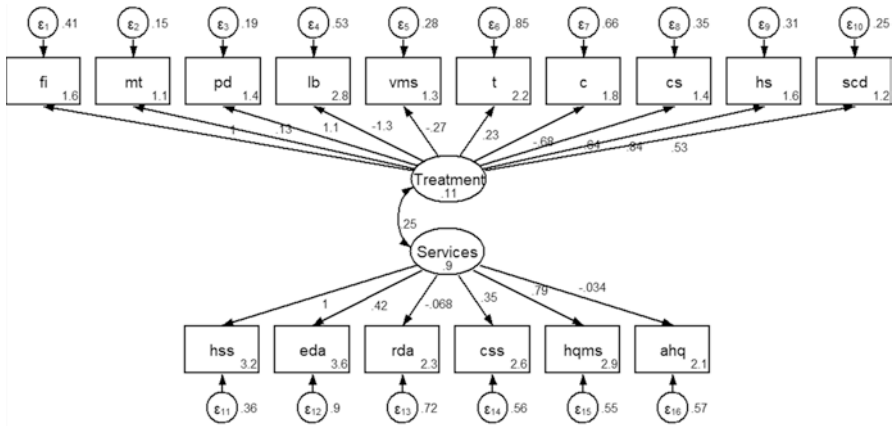 ε1 .41 ε2 .15 ε3 .19 ε4 .53 ε5 .28 ε6 .85 ε7 .66 ε8 .35 ε9 .31 ε10 .25
fi mt pd lb vms t c cs hs scd
1.6 1.1 1.4 2.8 1.3 2.2 1.8 1.4 1.6 1.2
1 .13 1.1 -1.3 -.27 .23 -.68 .64 .84 .53
Treatment
.11
.25
Services
.9
1 .42 -.068 .35 .79 -.034
hss eda rda css hqms ahq
3.2 3.6 2.3 2.6 2.9 2.1
ε11 .36 ε12 .9 ε13 .72 ε14 .56 ε15 .55 ε16 .57